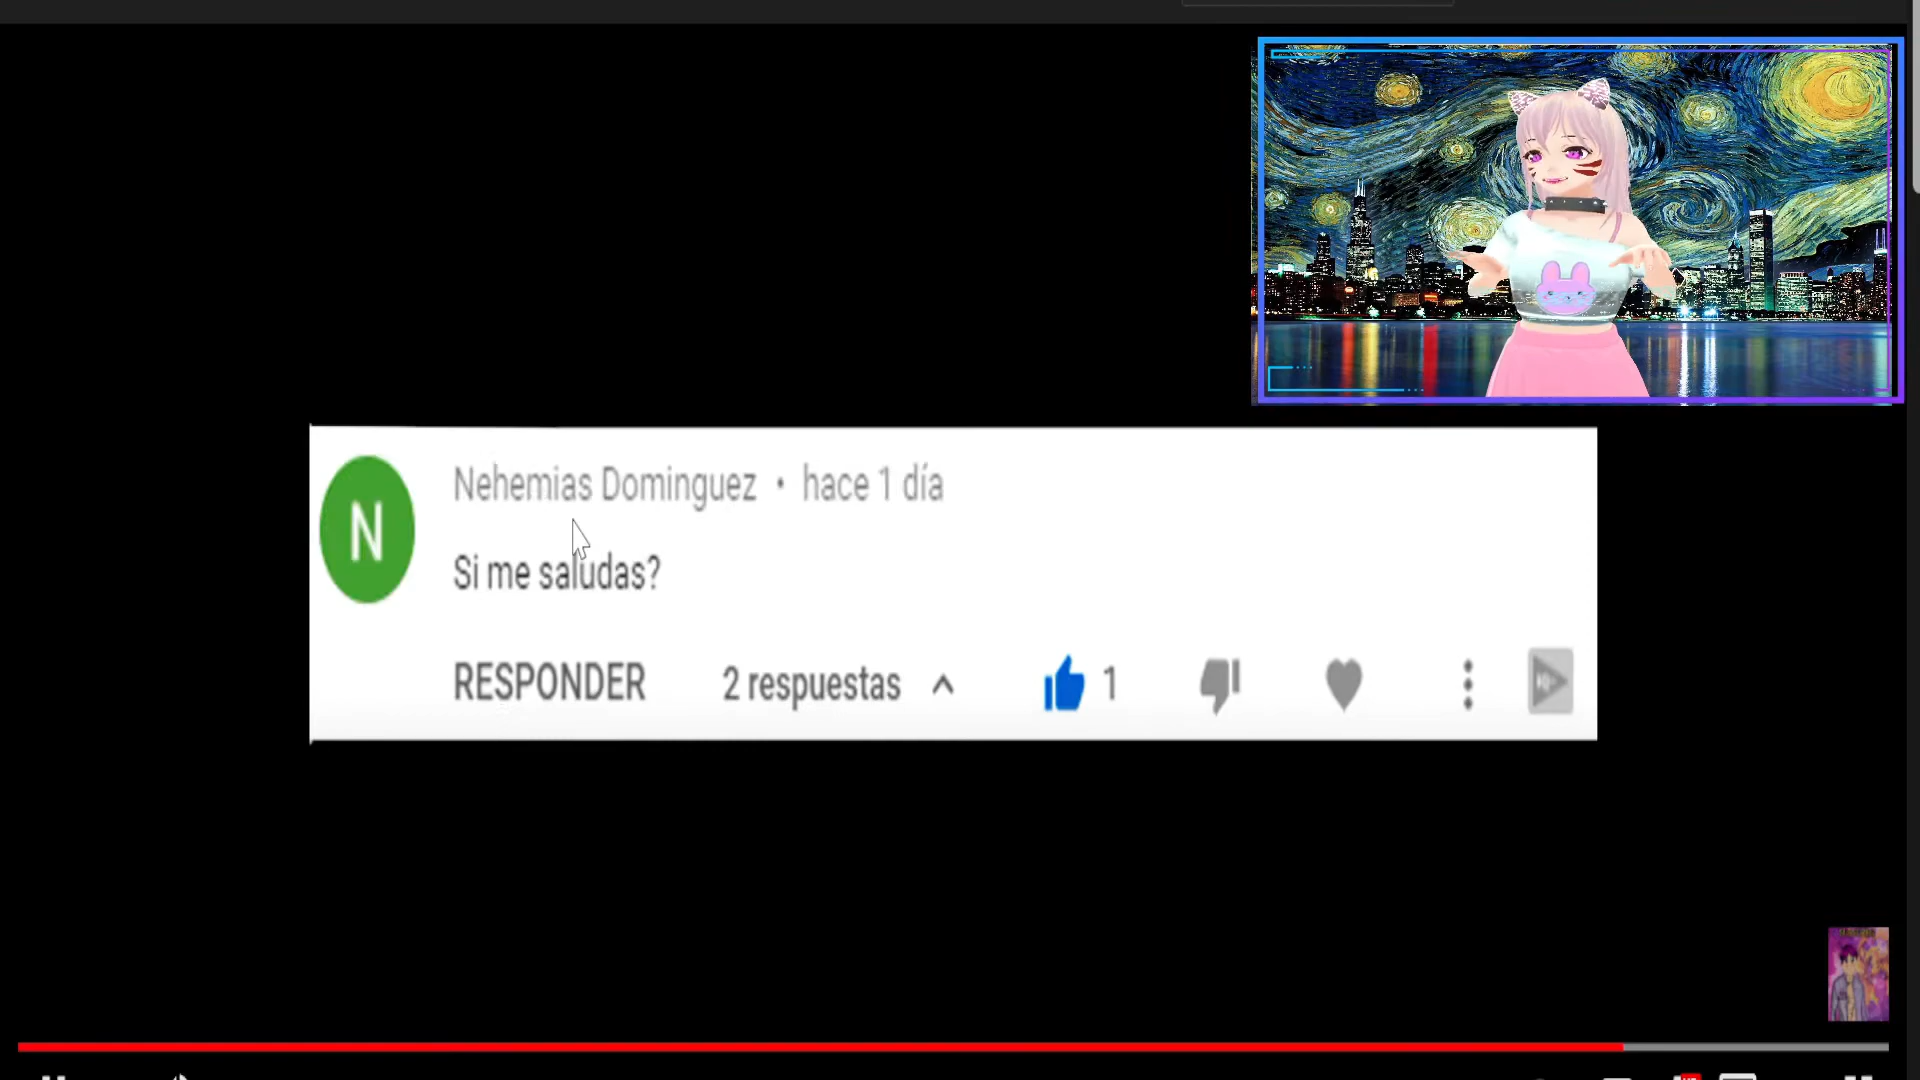 N
Nehemias Dominguez • hace 1 día
Si me saludas?
RESPONDER 2 respuestas 1